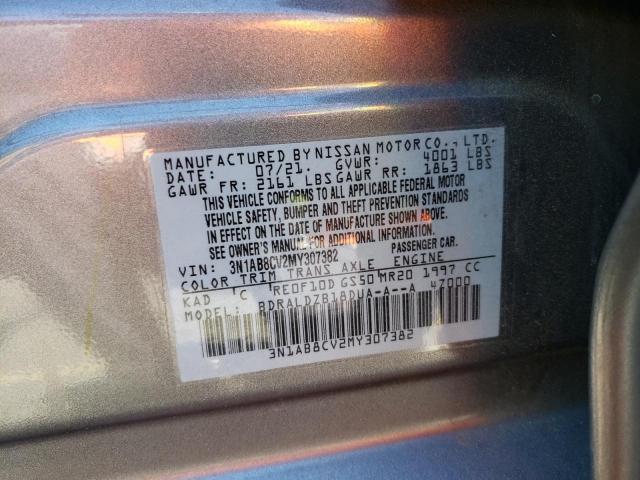 MANUFACTURED BY NISSAN MOTOR CO., LTD.
DATE: 07/21. GVWR: 4001 LBS
GAWR FR: 2161 LBS GAWR RR: 1863 LBS
THIS VEHICLE CONFORMS TO ALL APPLICABLE FEDERAL MOTOR
VEHICLE SAFETY, BUMPER AND THEFT PREVENTION STANDARDS
IN EFFECT ON THE DATE OF MANUFACTURE SHOWN ABOVE.
SEE OWNER'S MANUAL FOR ADDITIONAL INFORMATION.
VIN: 3N1AB8CV2MY307382 PASSENGER CAR.
COLOR TRIM TRANS AXLE ENGINE
KAD C RE0F10D GS50 MR20 1997 CC
MODEL: BDRALDZB18DUA-A--A 47000
3N1AB8CV2MY307382